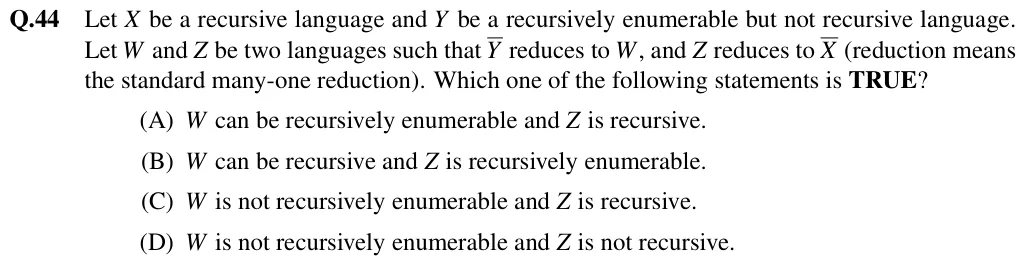 Q.44 Let X be a recursive language and Y be a recursively enumerable but not recursive language.
Let W and Z be two languages such that Y̅ reduces to W, and Z reduces to X̅ (reduction means
the standard many-one reduction). Which one of the following statements is TRUE?
(A) W can be recursively enumerable and Z is recursive.
(B) W can be recursive and Z is recursively enumerable.
(C) W is not recursively enumerable and Z is recursive.
(D) W is not recursively enumerable and Z is not recursive.